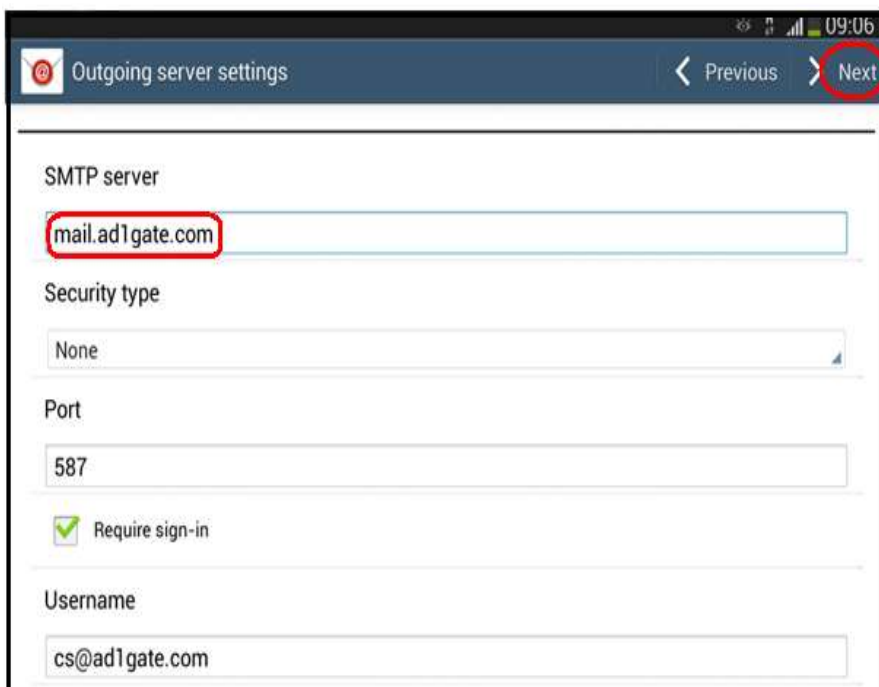 09:06
Outgoing server settings
Previous
Next
SMTP server
mail.ad1gate.com
Security type
None
Port
587
Require sign-in
Username
cs@ad1gate.com